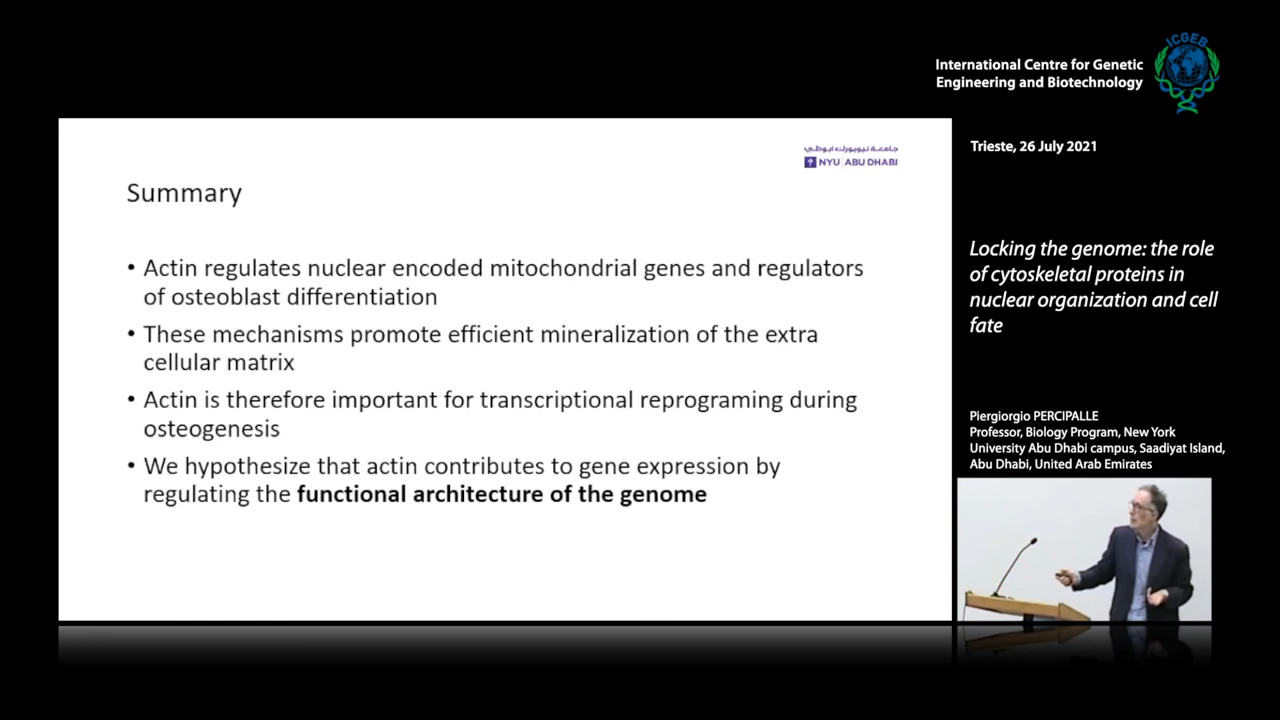 ICGEB
International Centre for Genetic
Engineering and Biotechnology
Trieste, 26 July 2021
جامعة نيويورك أبوظبي
NYU ABU DHABI
Summary
• Actin regulates nuclear encoded mitochondrial genes and regulators
of osteoblast differentiation
• These mechanisms promote efficient mineralization of the extra
cellular matrix
• Actin is therefore important for transcriptional reprograming during
osteogenesis
• We hypothesize that actin contributes to gene expression by
regulating the functional architecture of the genome
Locking the genome: the role
of cytoskeletal proteins in
nuclear organization and cell
fate
Piergiorgio PERCIPALLE
Professor, Biology Program, New York
University Abu Dhabi campus, Saadiyat Island,
Abu Dhabi, United Arab Emirates